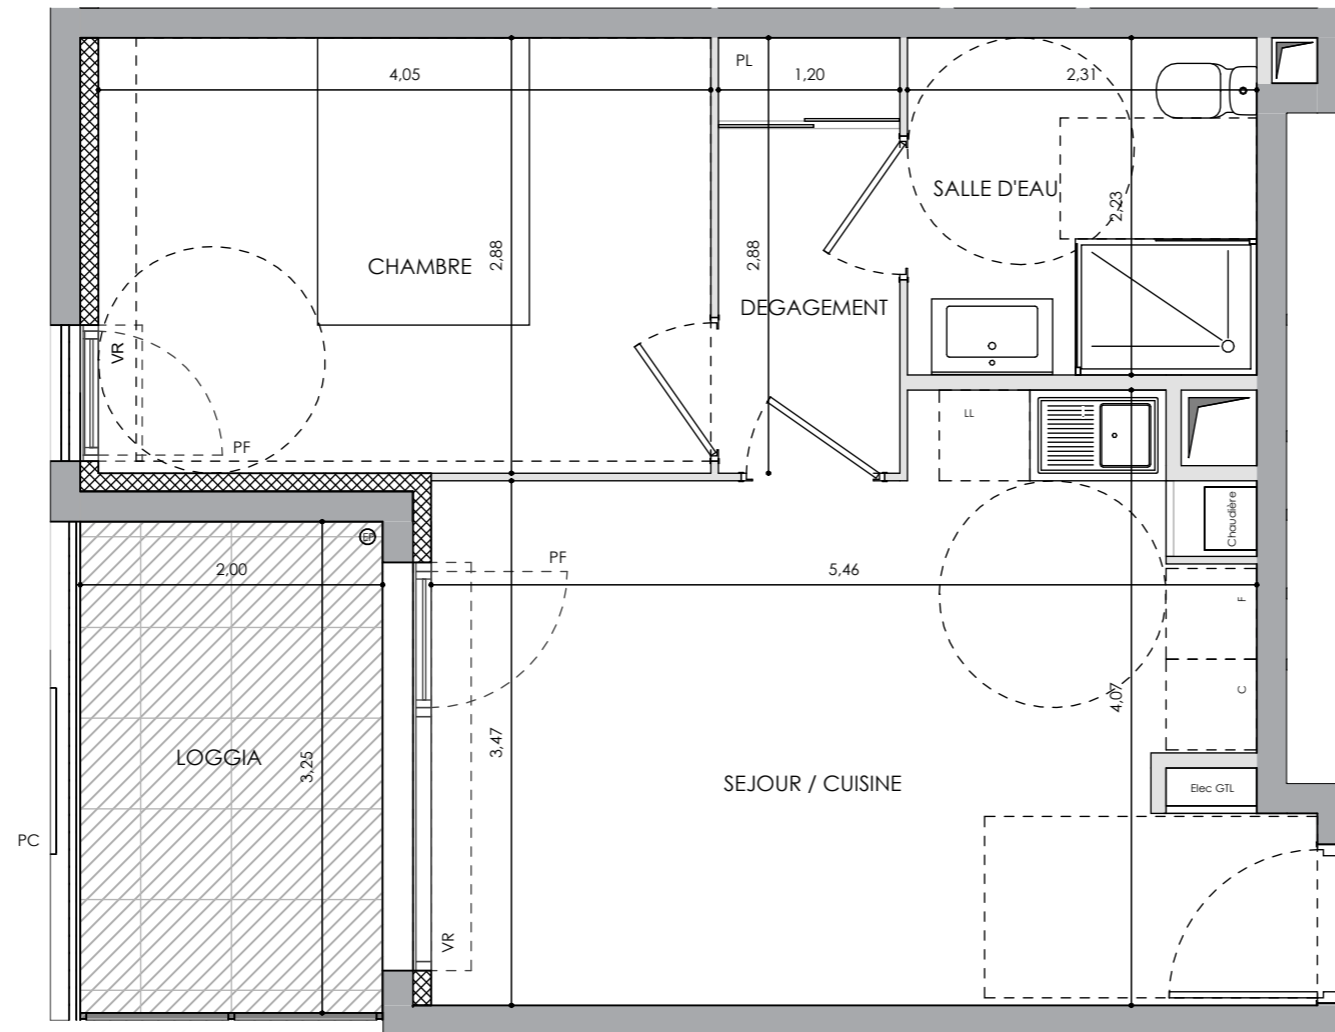 PL
4,05
1,20
2,31
SALLE D'EAU
2,23
CHAMBRE
2,88
2,88
DEGAGEMENT
VR
PF
LL
Chaudière
EP
PF
2,00
5,46
F
C
4,07
3,47
LOGGIA
3,25
SEJOUR / CUISINE
Elec GTL
PC
VR